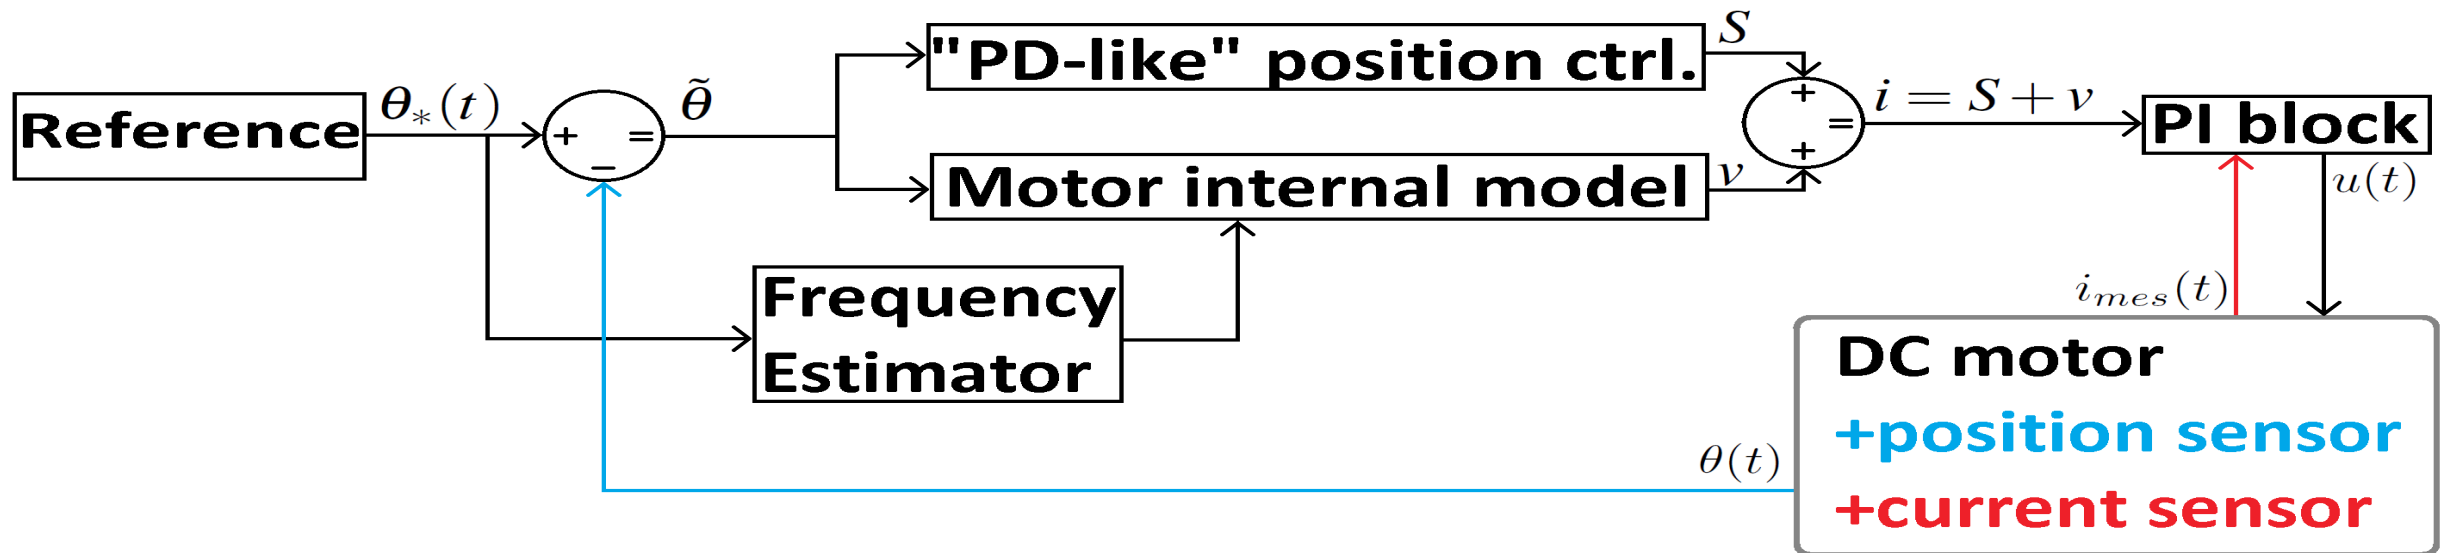 Reference
θ∗(t)
+
−
=
θ̃
"PD-like" position ctrl.
S
Motor internal model
v
+
+
=
i = S + v
PI block
u(t)
i_mes(t)
Frequency
Estimator
DC motor
+position sensor
+current sensor
θ(t)